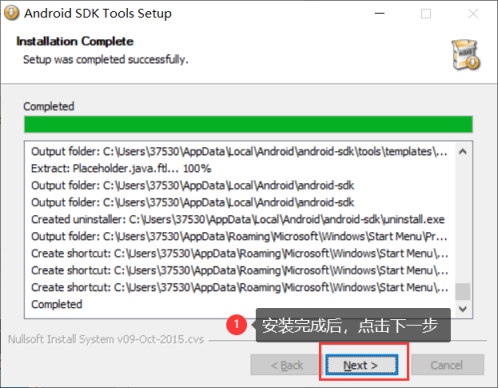 Android SDK Tools Setup
Installation Complete
Setup was completed successfully.
Completed
Output folder: C:\Users\37530\AppData\Local\Android\android-sdk\tools\templates\...
Extract: Placeholder.java.ftl... 100%
Output folder: C:\Users\37530\AppData\Local\Android\android-sdk
Output folder: C:\Users\37530\AppData\Local\Android\android-sdk
Created uninstaller: C:\Users\37530\AppData\Local\Android\android-sdk\uninstall.exe
Output folder: C:\Users\37530\AppData\Roaming\Microsoft\Windows\Start Menu\Pr...
Create shortcut: C:\Users\37530\AppData\Roaming\Microsoft\Windows\Start Menu\...
Create shortcut: C:\Users\37530\AppData\Roaming\Microsoft\Windows\Start Menu\...
Create shortcut: C:\Users\37530\AppData\Roaming\Microsoft\Windows\Start Menu\...
Completed
1 安装完成后，点击下一步
Nullsoft Install System v09-Oct-2015.cvs
< Back Next > Cancel